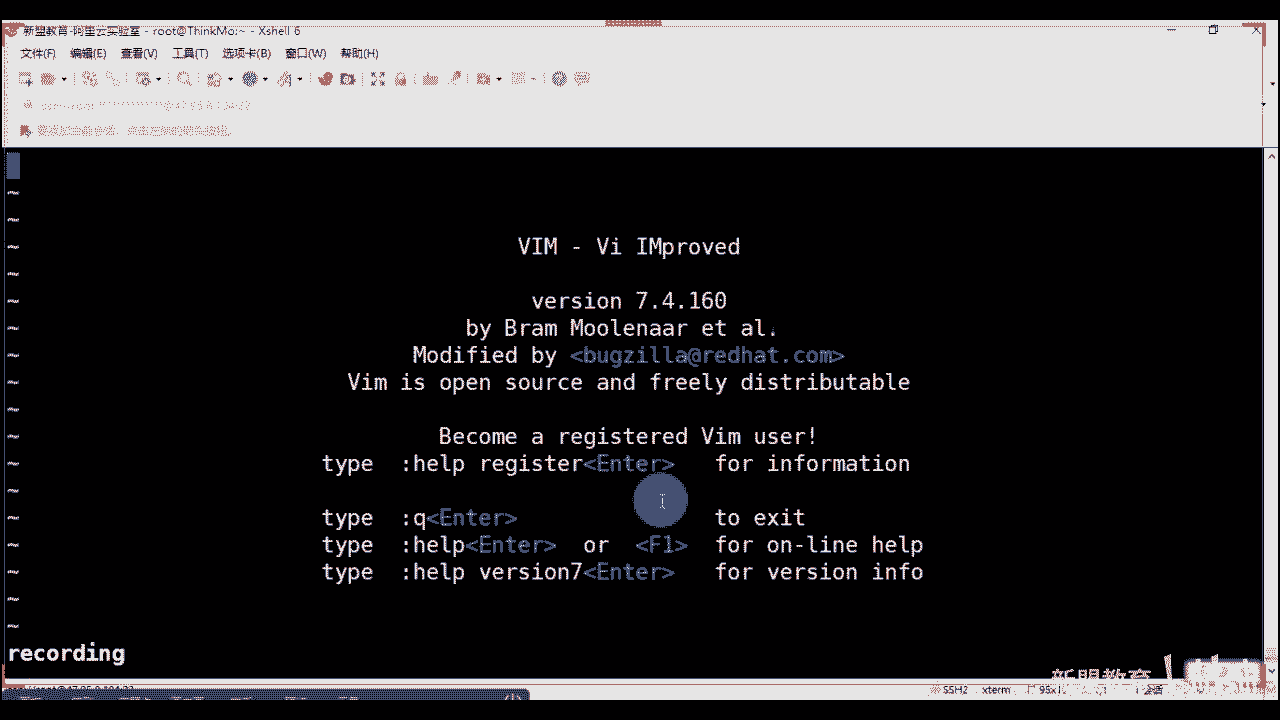 新盟教育-阿里云实验室 - root@ThinkMo:~ - Xshell 6
文件(F) 编辑(E) 查看(V) 工具(T) 选项卡(B) 窗口(W) 帮助(H)
~
~
~
VIM - Vi IMproved
~
~
version 7.4.160
~
by Bram Moolenaar et al.
~
Modified by <bugzilla@redhat.com>
~
Vim is open source and freely distributable
~
~
Become a registered Vim user!
~
type :help register<Enter> for information
~
~
type :q<Enter> to exit
~
type :help<Enter> or <F1> for on-line help
~
type :help version7<Enter> for version info
~
~
~
recording
新盟教育
SSH2 xterm